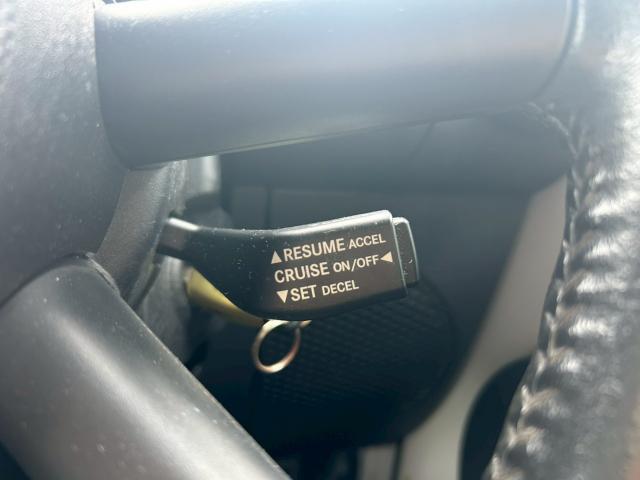 ▲RESUME ACCEL
CRUISE ON/OFF◀
▼SET DECEL